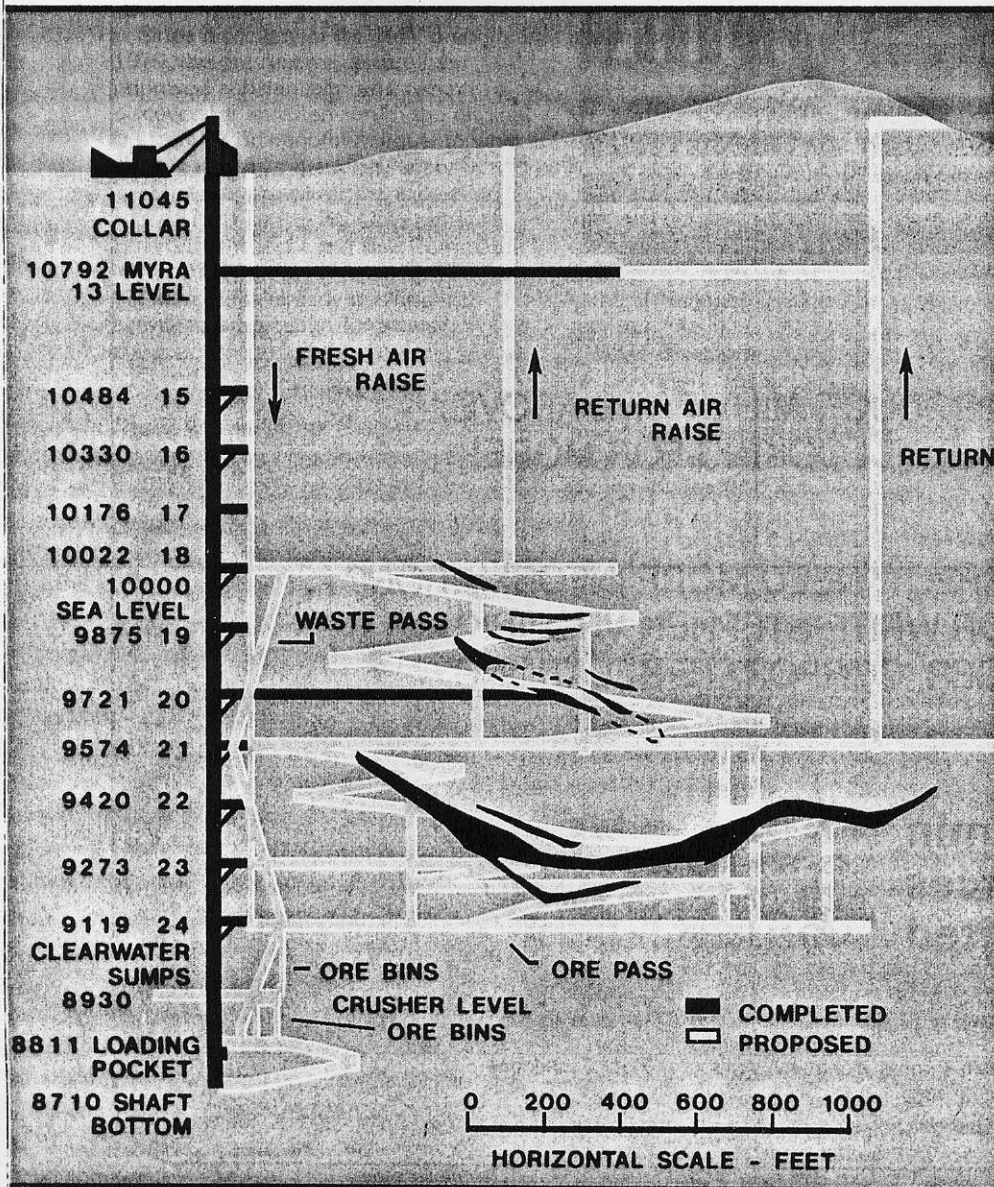 11045
COLLAR
10792 MYRA
13 LEVEL
FRESH AIR
RAISE
RETURN AIR
RAISE
RETURN
10484 15
10330 16
10176 17
10022 18
10000
SEA LEVEL
9875 19
WASTE PASS
9721 20
9574 21
9420 22
9273 23
9119 24
CLEARWATER
SUMPS
8930
ORE BINS
ORE PASS
CRUSHER LEVEL
ORE BINS
COMPLETED
PROPOSED
8811 LOADING
POCKET
8710 SHAFT
BOTTOM
0 200 400 600 800 1000
HORIZONTAL SCALE - FEET